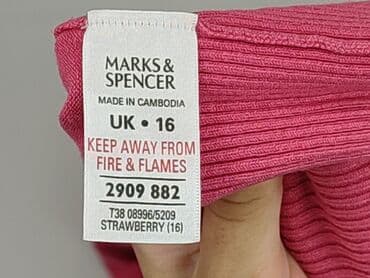 MARKS &
SPENCER
MADE IN CAMBODIA
UK • 16
KEEP AWAY FROM
FIRE & FLAMES
2909 882
T38 08996/5209
STRAWBERRY (16)